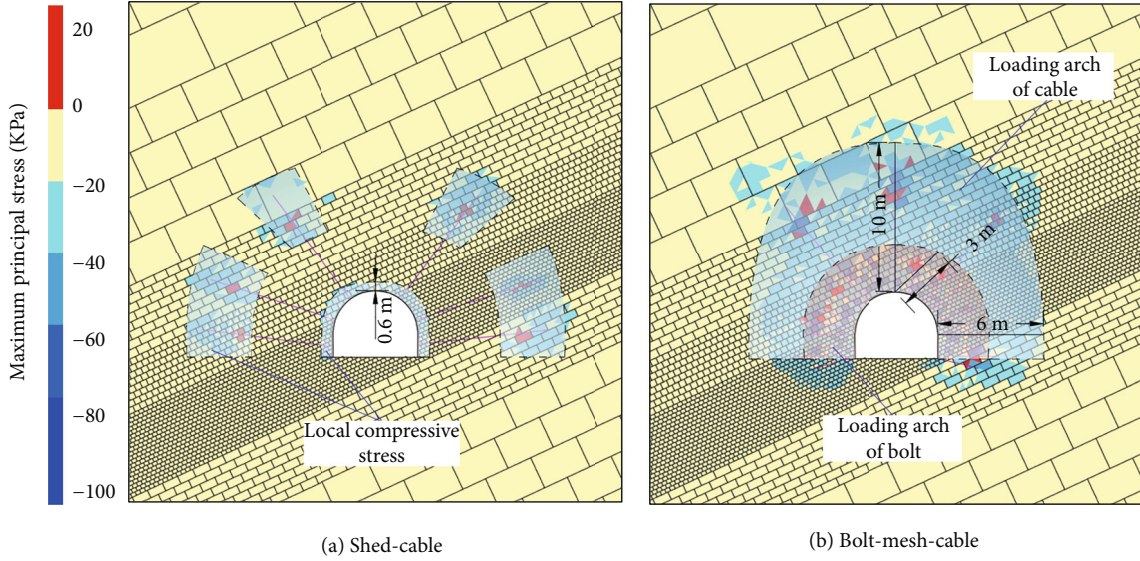 Maximum principal stress (KPa)
20
0
−20
−40
−60
−80
−100
0.6 m
Local compressive
stress
(a) Shed-cable
Loading arch
of cable
10 m
3 m
6 m
Loading arch
of bolt
(b) Bolt-mesh-cable